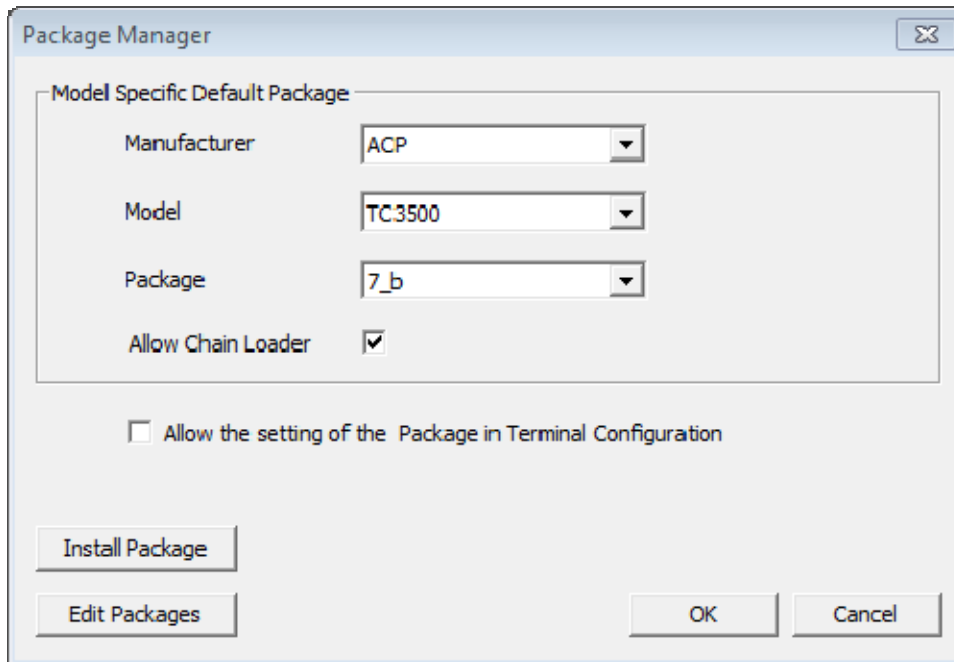 Package Manager
Model Specific Default Package
Manufacturer ACP
Model TC3500
Package 7_b
Allow Chain Loader
Allow the setting of the Package in Terminal Configuration
Install Package
Edit Packages OK Cancel